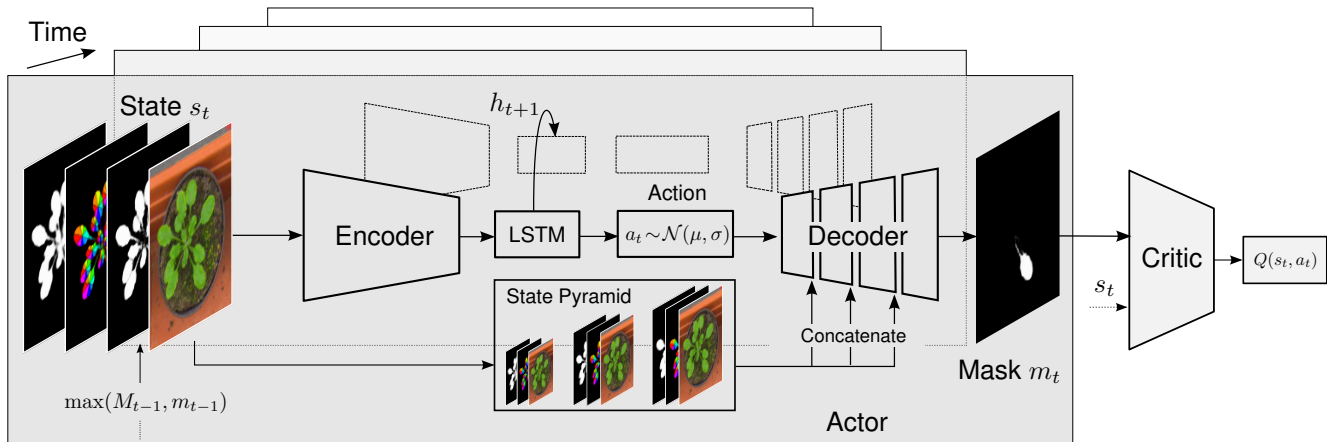 Time
State $s_t$
$h_{t+1}$
Action
Encoder
LSTM
$a_t \sim \mathcal{N}(\mu, \sigma)$
Decoder
Critic
$Q(s_t, a_t)$
$s_t$
State Pyramid
Concatenate
Mask $m_t$
$\max(M_{t-1}, m_{t-1})$
Actor